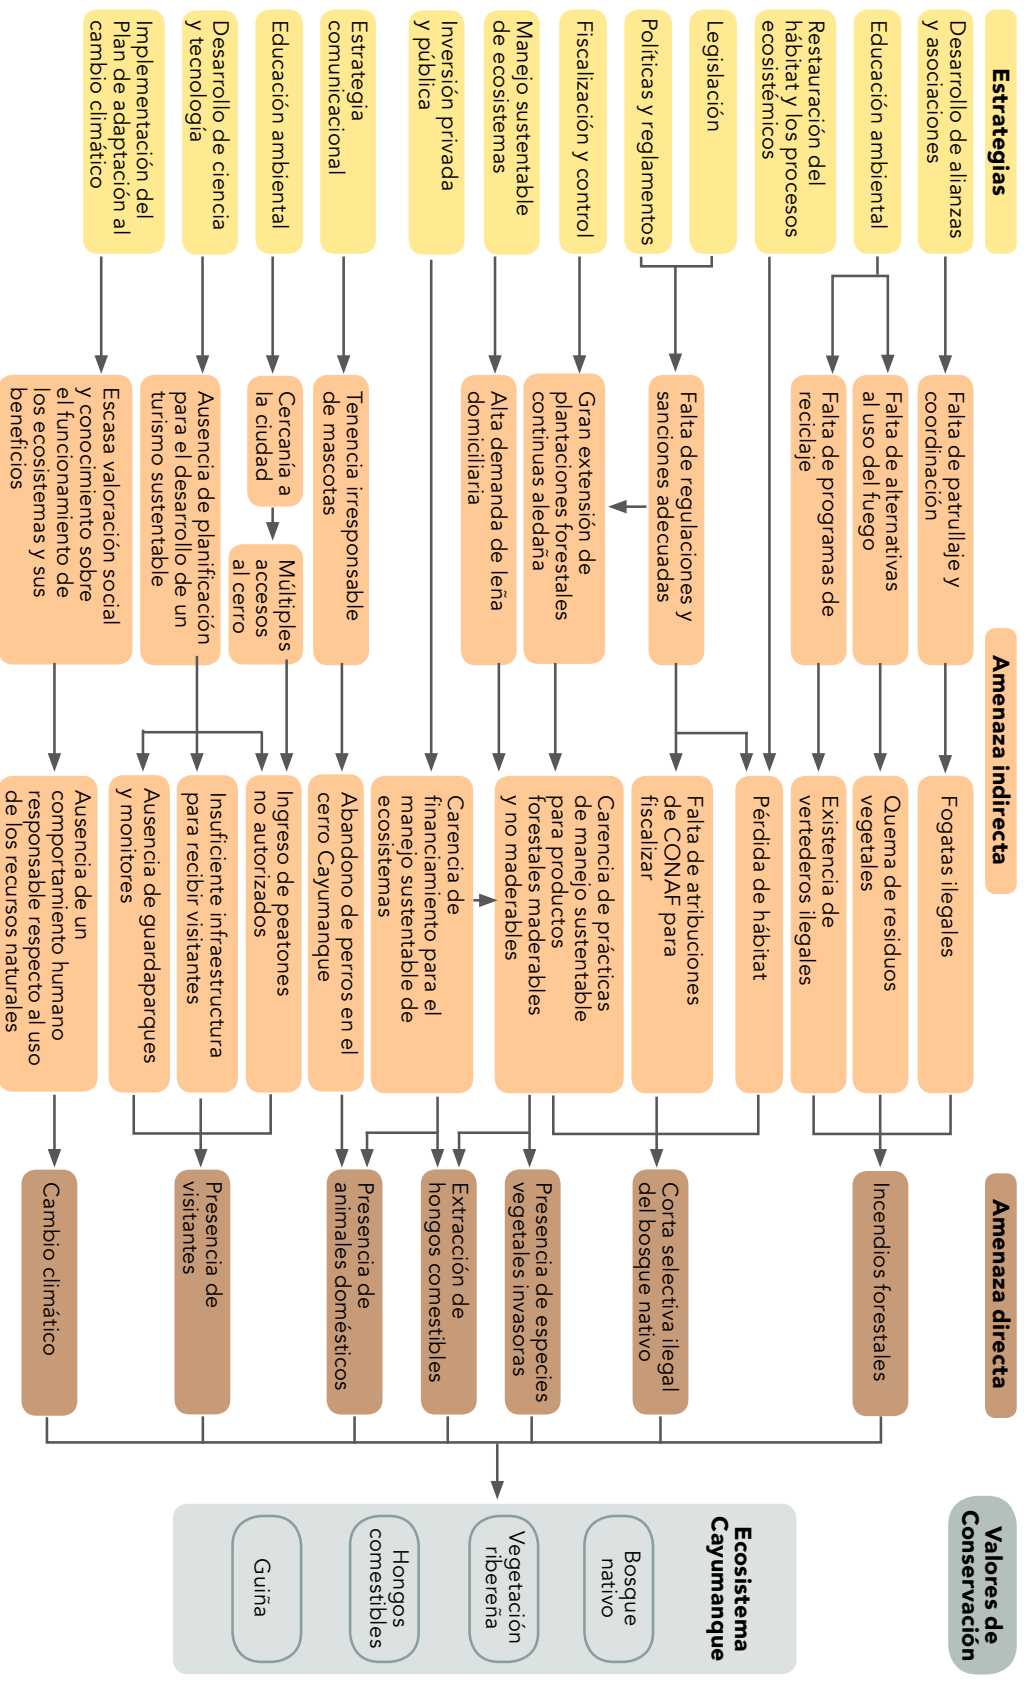 Estrategias
Desarrollo de alianzas
y asociaciones
Educación ambiental
Restauración del
hábitat y los procesos
ecosistémicos
Legislación
Políticas y reglamentos
Fiscalización y control
Manejo sustentable
de ecosistemas
Inversión privada
y pública
Estrategia
comunicacional
Educación ambiental
Desarrollo de ciencia
y tecnología
Implementación del
Plan de adaptación al
cambio climático
Amenaza indirecta
Falta de patrullaje y
coordinación
Falta de alternativas
al uso del fuego
Falta de programas de
reciclaje
Falta de regulaciones y
sanciones adecuadas
Gran extensión de
plantaciones forestales
continuas aledaña
Alta demanda de leña
domiciliaria
Tenencia irresponsable
de mascotas
Cercanía a
la ciudad
Múltiples
accesos
al cerro
Ausencia de planificación
para el desarrollo de un
turismo sustentable
Escasa valoración social
y conocimiento sobre
el funcionamiento de
los ecosistemas y sus
beneficios
Fogatas ilegales
Quema de residuos
vegetales
Existencia de
vertederos ilegales
Pérdida de hábitat
Falta de atribuciones
de CONAF para
fiscalizar
Carencia de prácticas
de manejo sustentable
para productos
forestales maderables
y no maderables
Carencia de
financiamiento para el
manejo sustentable de
ecosistemas
Abandono de perros en el
cerro Cayumanque
Ingreso de peatones
no autorizados
Insuficiente infraestructura
para recibir visitantes
Ausencia de guardaparques
y monitores
Ausencia de un
comportamiento humano
responsable respecto al uso
de los recursos naturales
Amenaza directa
Incendios forestales
Corta selectiva ilegal
del bosque nativo
Presencia de especies
vegetales invasoras
Extracción de
hongos comestibles
Presencia de
animales domésticos
Presencia de
visitantes
Cambio climático
Valores de
Conservación
Ecosistema
Cayumanque
Bosque
nativo
Vegetación
ribereña
Hongos
comestibles
Guiña